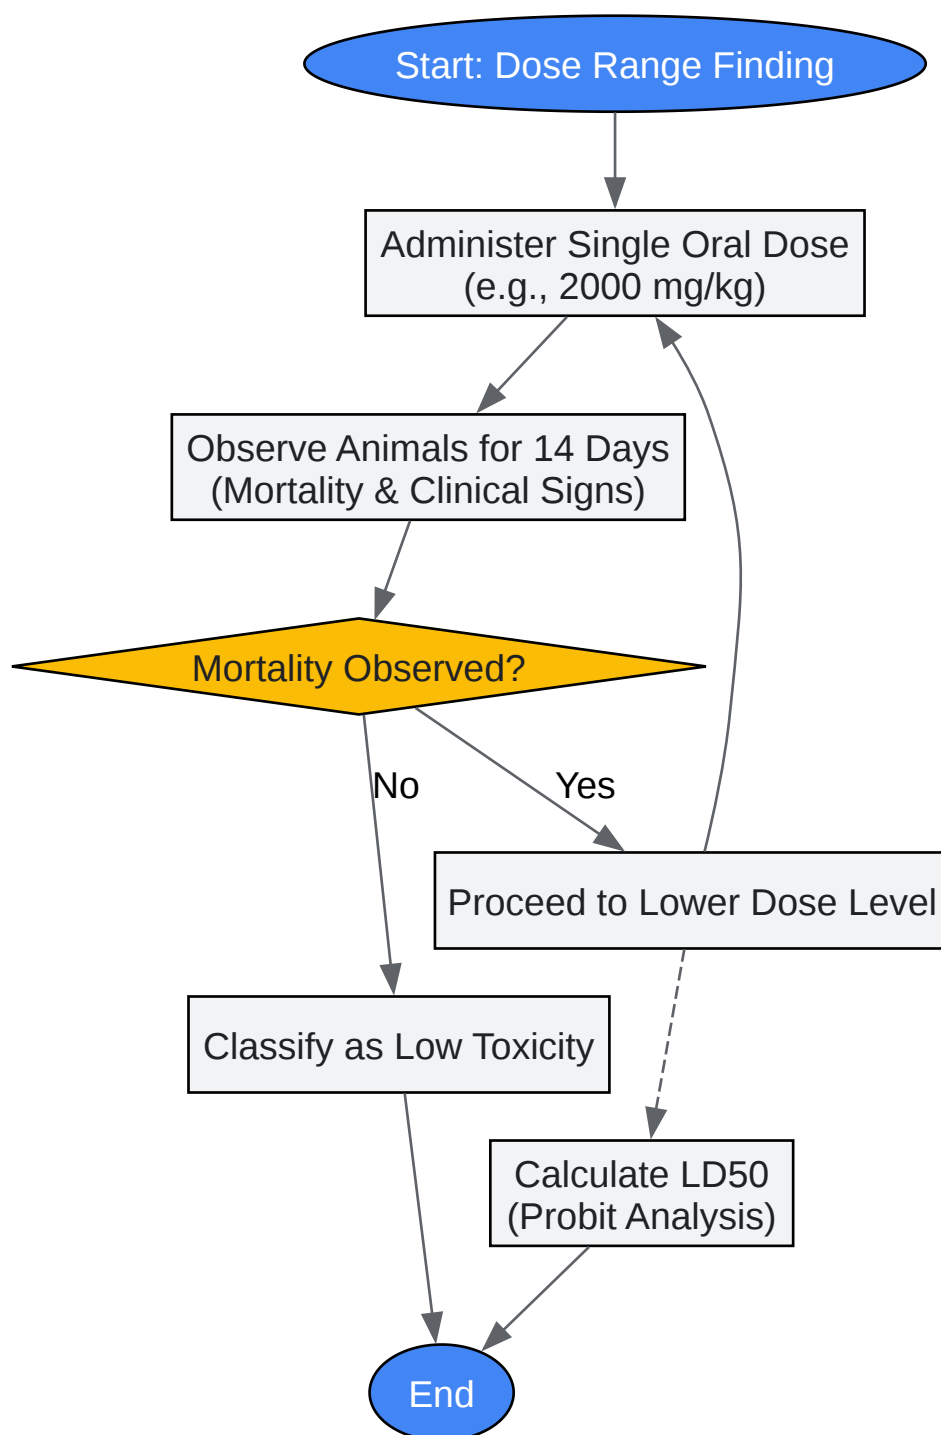 Start: Dose Range Finding
Administer Single Oral Dose
(e.g., 2000 mg/kg)
Observe Animals for 14 Days
(Mortality & Clinical Signs)
Mortality Observed?
No
Yes
Proceed to Lower Dose Level
Classify as Low Toxicity
Calculate LD50
(Probit Analysis)
End